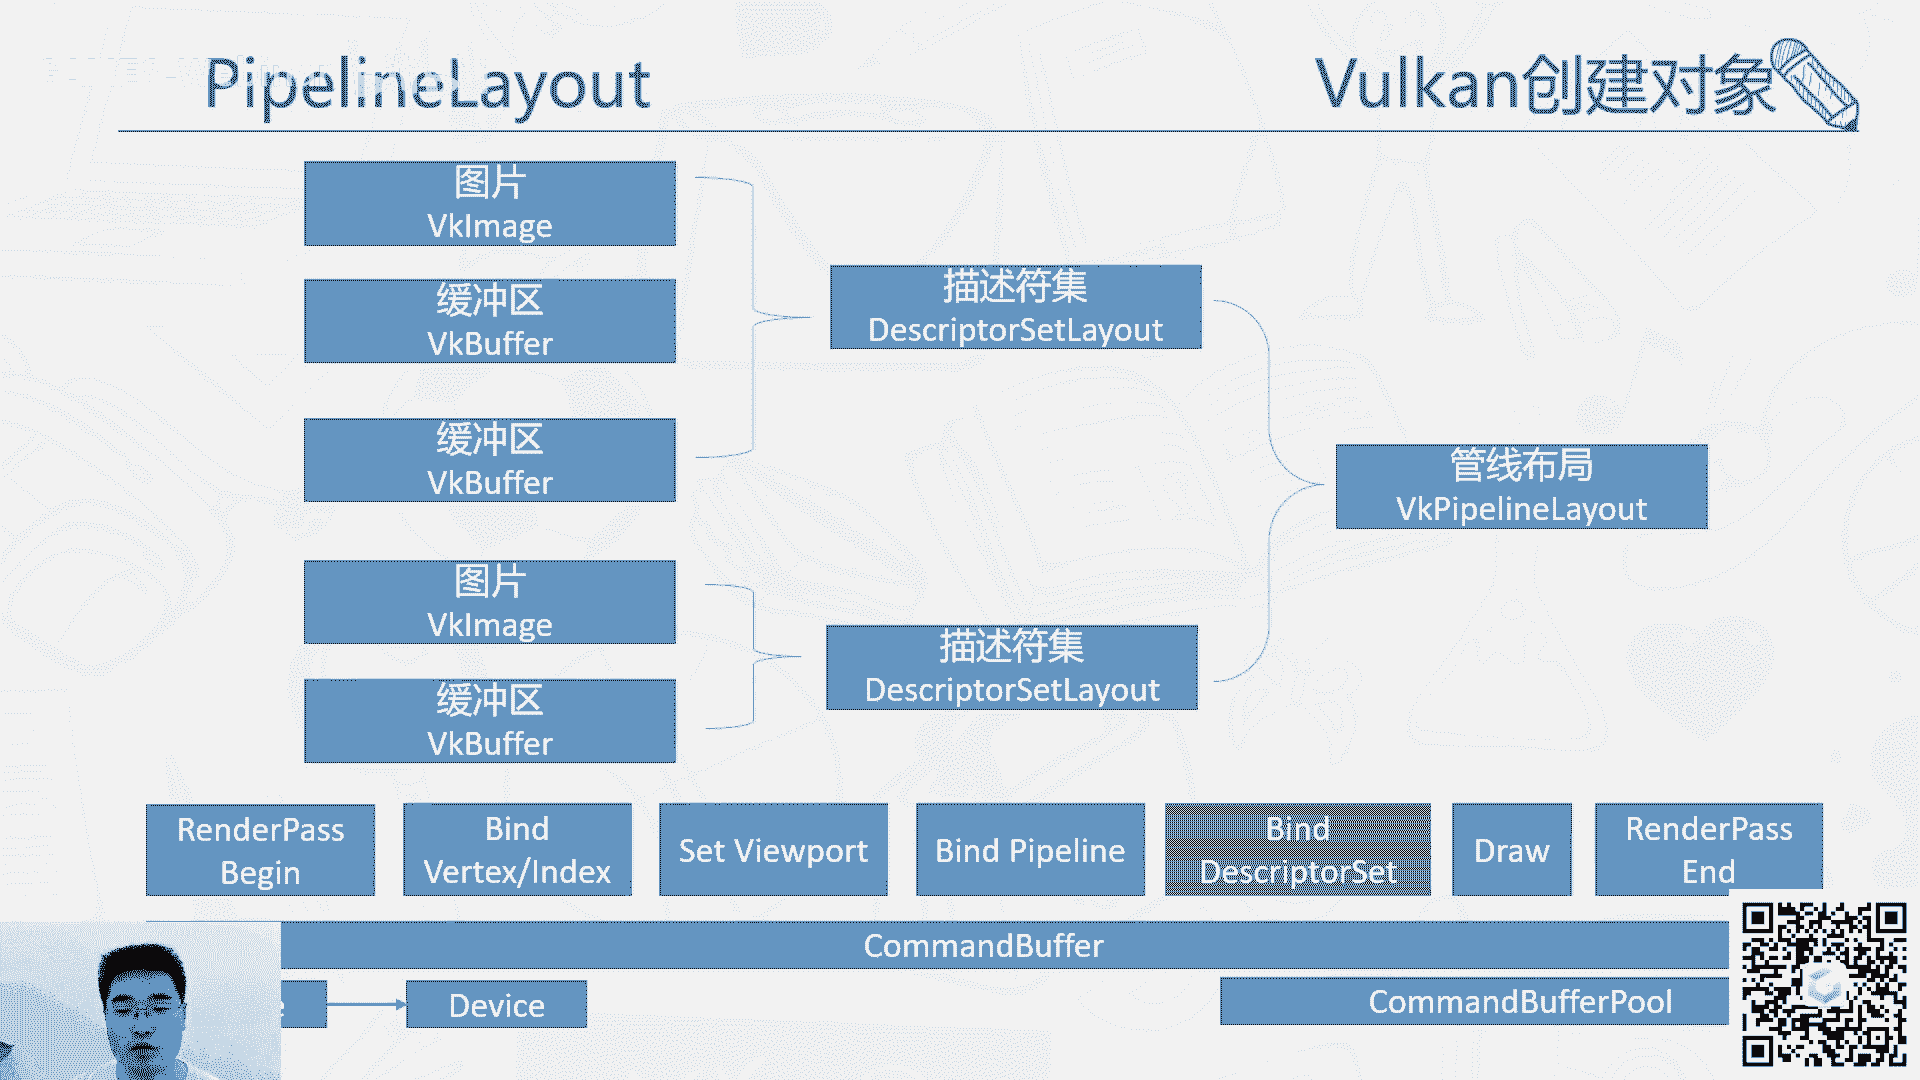 PipelineLayout
Vulkan创建对象
图片
VkImage
缓冲区
VkBuffer
缓冲区
VkBuffer
图片
VkImage
缓冲区
VkBuffer
描述符集
DescriptorSetLayout
描述符集
DescriptorSetLayout
管线布局
VkPipelineLayout
RenderPass
Begin
Bind
Vertex/Index
Set Viewport
Bind Pipeline
Bind
DescriptorSet
Draw
RenderPass
End
CommandBuffer
Device
CommandBufferPool